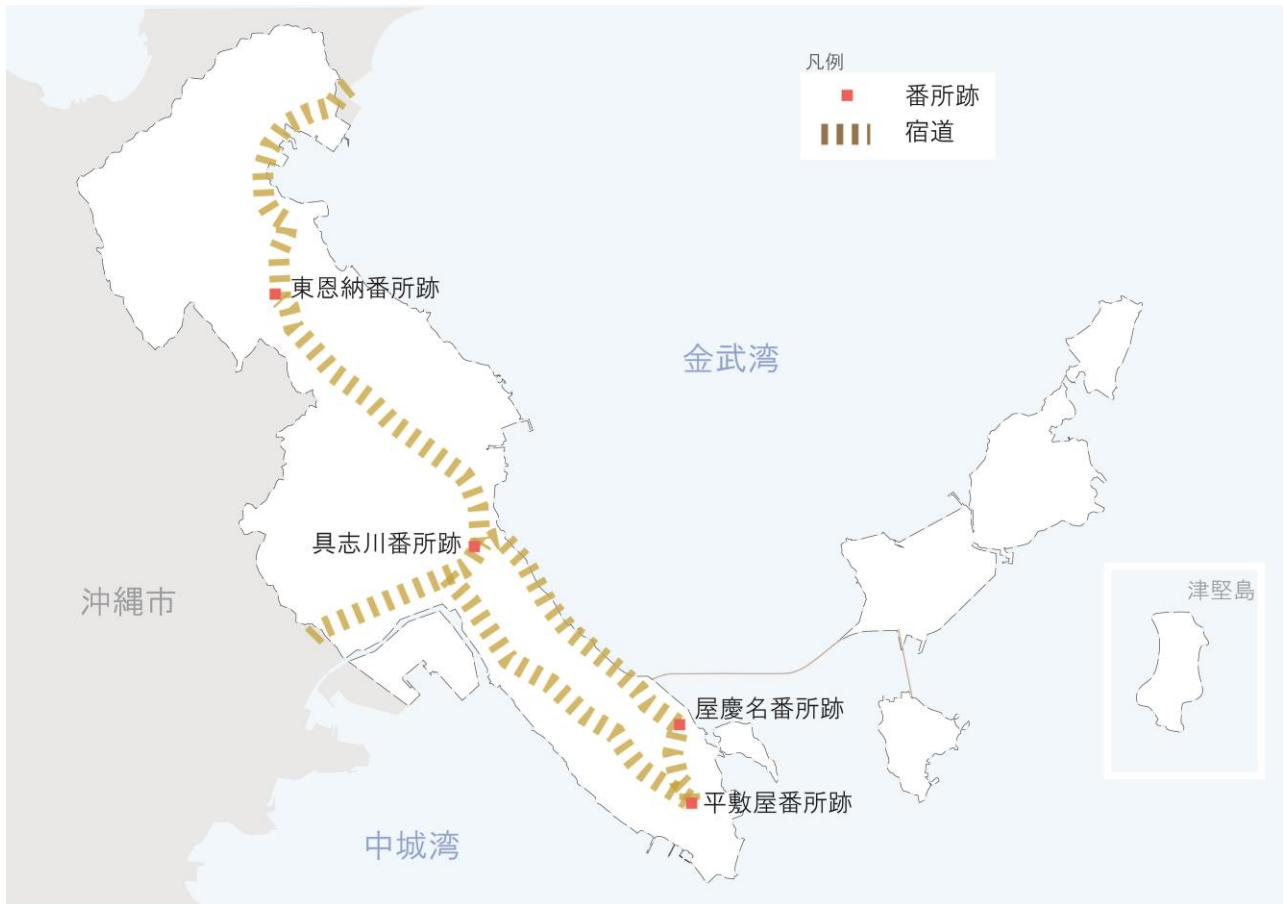 凡例
番所跡
宿道
東恩納番所跡
金武湾
具志川番所跡
沖縄市
津堅島
屋慶名番所跡
平敷屋番所跡
中城湾